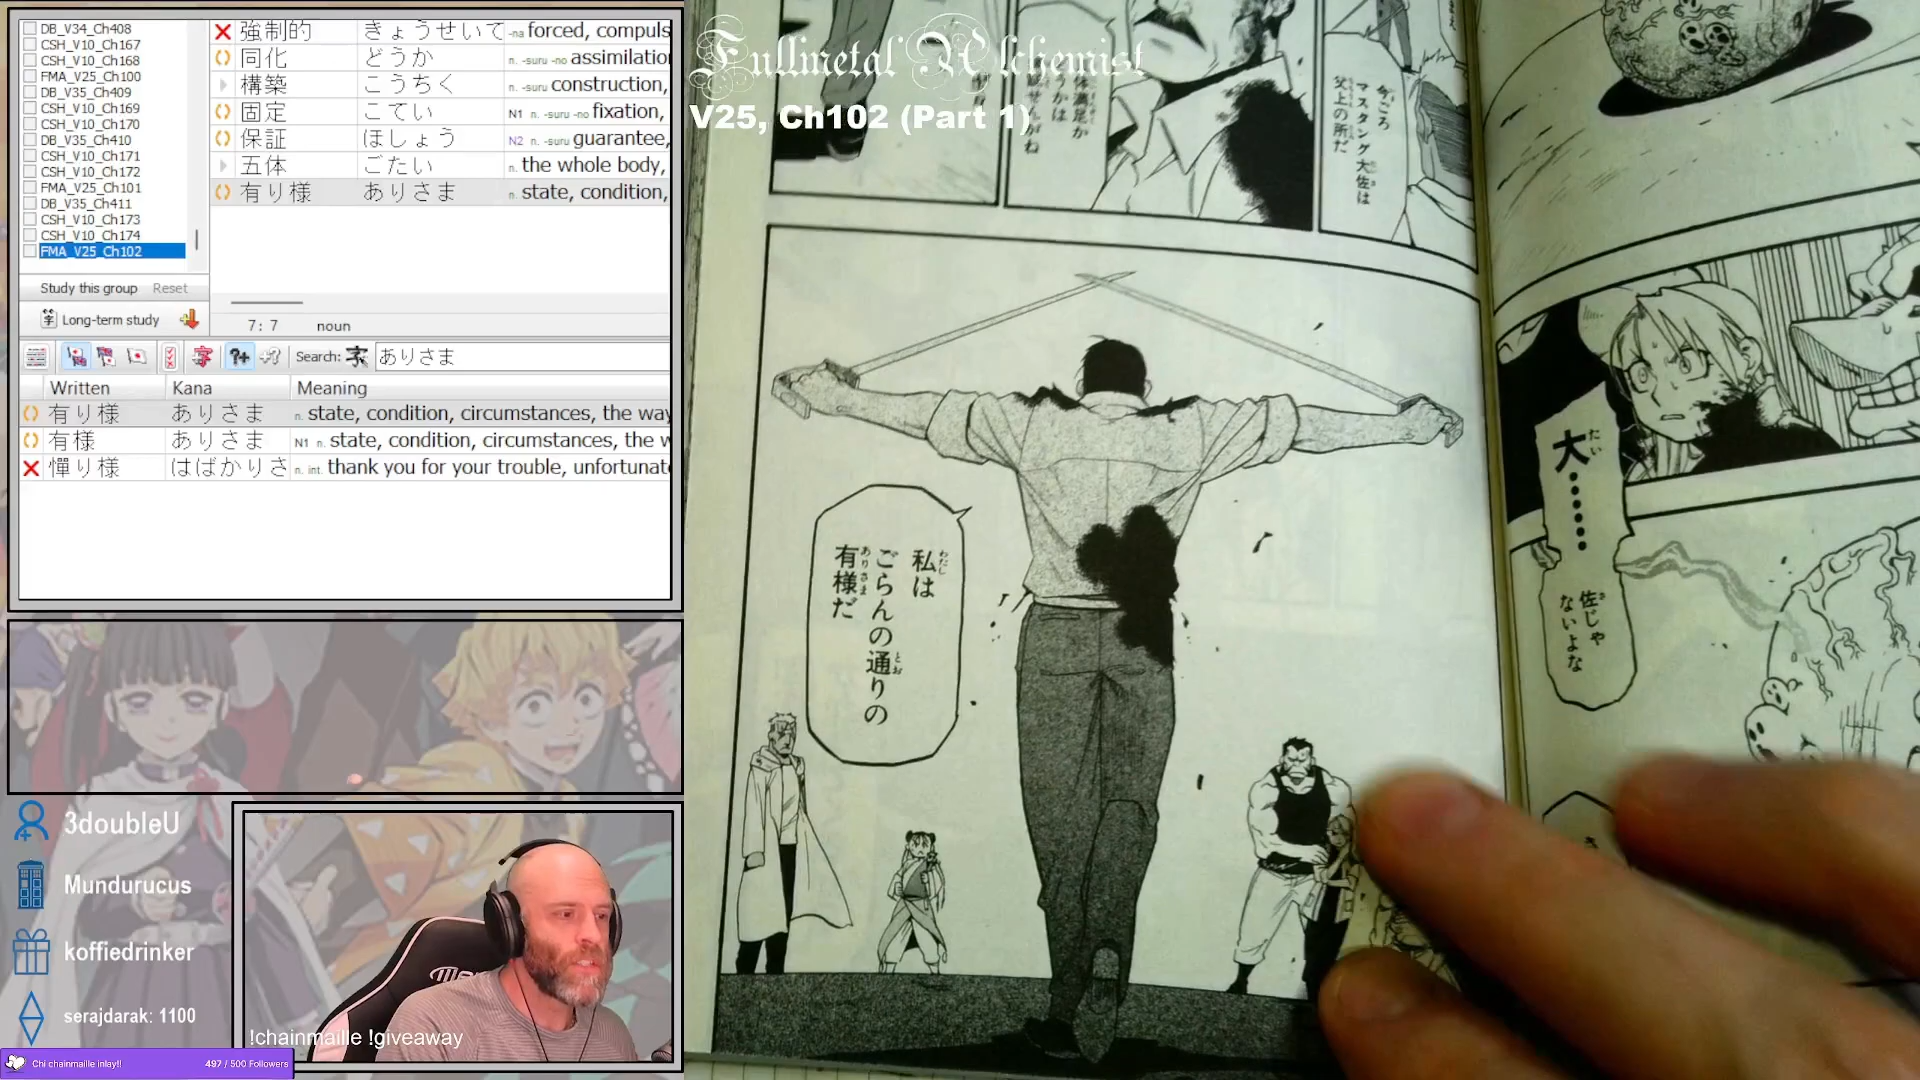 DB_V34_Ch408
CSH_V10_Ch167
CSH_V10_Ch168
FMA_V25_Ch100
DB_V35_Ch409
CSH_V10_Ch169
CSH_V10_Ch170
DB_V35_Ch410
CSH_V10_Ch171
CSH_V10_Ch172
FMA_V25_Ch101
DB_V35_Ch411
CSH_V10_Ch173
CSH_V10_Ch174
FMA_V25_Ch102
Study this group Reset
Long-term study
強制的 きょうせいて -na forced, compuls
同化 どうか n. -suru -no assimilation
構築 こうちく n. -suru construction,
固定 こてい N1 n. -suru -no fixation,
保証 ほしょう N2 n. -suru guarantee,
五体 ごたい n. the whole body,
有り様 ありさま n. state, condition,
7: 7 noun
Search: ありさま
Written Kana Meaning
有り様 ありさま n. state, condition, circumstances, the way
有様 ありさま N1 n. state, condition, circumstances, the w
憚り様 はばかりさ n. int. thank you for your trouble, unfortunat
Fullmetal Alchemist
V25, Ch102 (Part 1)
今ごろ
マスタング大佐は
父上の所だ
私は
ごらんの通りの
有様だ
大……
佐じゃ
ないよな
3doubleU
Mundurucus
koffiedrinker
serajdarak: 1100
!chainmaille !giveaway
Chi chainmaille inlay!! 497 / 500 Followers